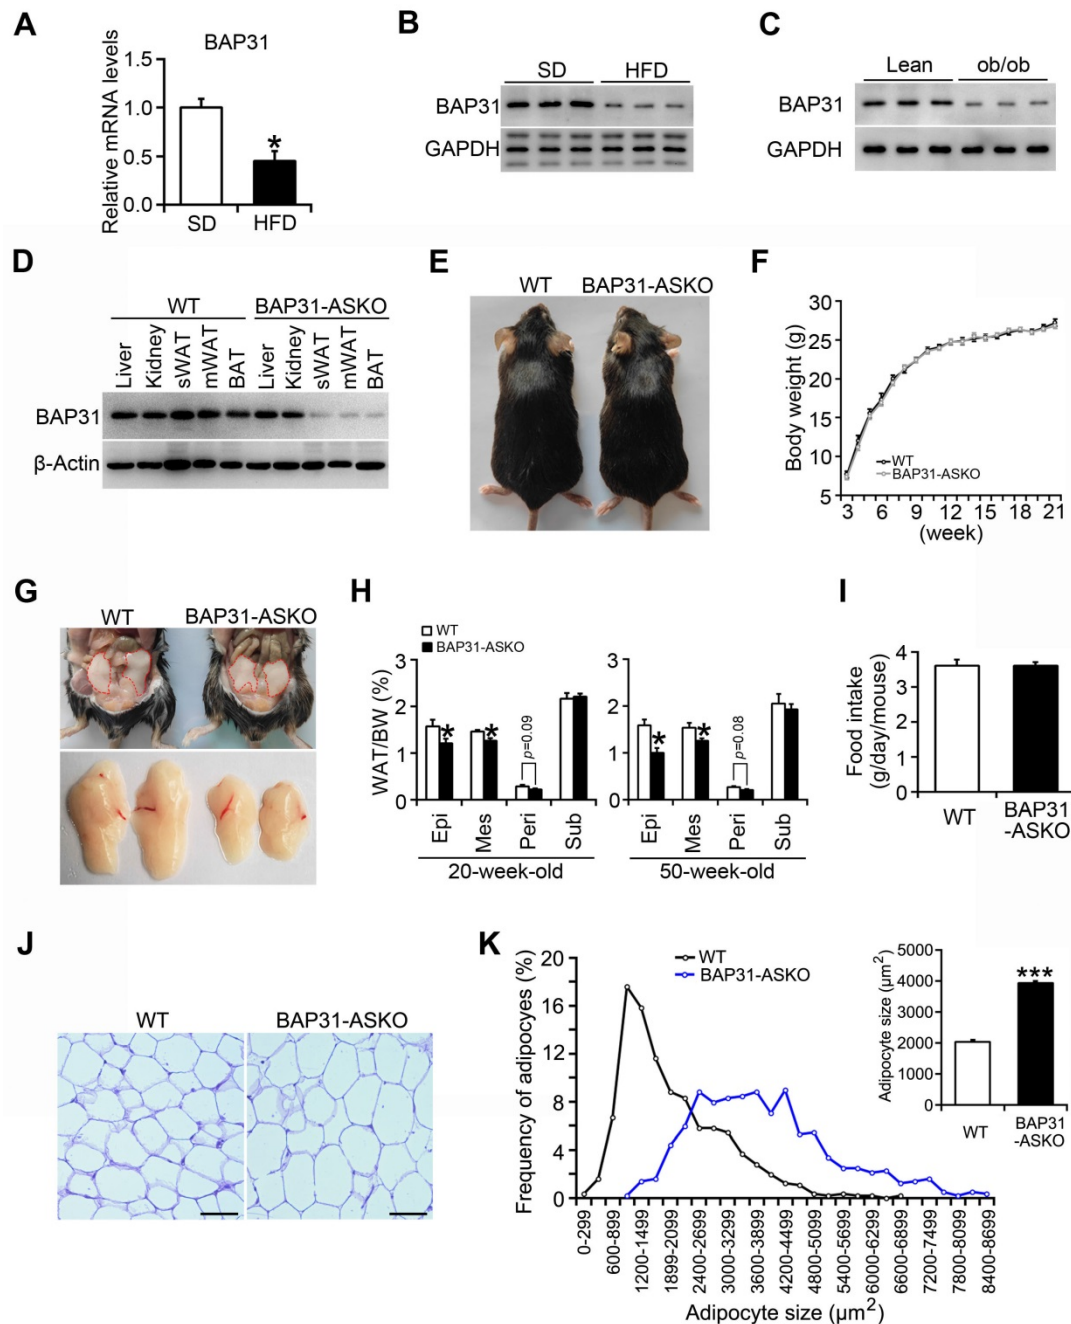 A
BAP31
Relative mRNA levels
1.5
1.0
0.5
0.0
*
SD HFD
B
SD HFD
BAP31
GAPDH
C
Lean ob/ob
BAP31
GAPDH
D
WT BAP31-ASKO
Liver Kidney sWAT mWAT BAT Liver Kidney sWAT mWAT BAT
BAP31
β-Actin
E
WT BAP31-ASKO
F
Body weight (g)
30
25
20
15
10
5
WT
BAP31-ASKO
3 6 9 12 15 18 21
(week)
G
WT BAP31-ASKO
H
WT
BAP31-ASKO
WAT/BW (%)
3
2
1
0
* *
p=0.09
Epi Mes Peri Sub
20-week-old
3
2
1
0
* *
p=0.08
Epi Mes Peri Sub
50-week-old
I
Food intake
(g/day/mouse)
4
3
2
1
0
WT BAP31
-ASKO
J
WT BAP31-ASKO
K
Frequency of adipocytes (%)
20
16
12
8
4
0
WT
BAP31-ASKO
0-299
600-899
1200-1499
1899-2099
2400-2699
3000-3299
3600-3899
4200-4499
4800-5099
5400-5699
6000-6299
6600-6899
7200-7499
7800-8099
8400-8699
Adipocyte size (µm²)
Adipocyte size (µm²)
5000
4000
3000
2000
1000
0
***
WT BAP31
-ASKO